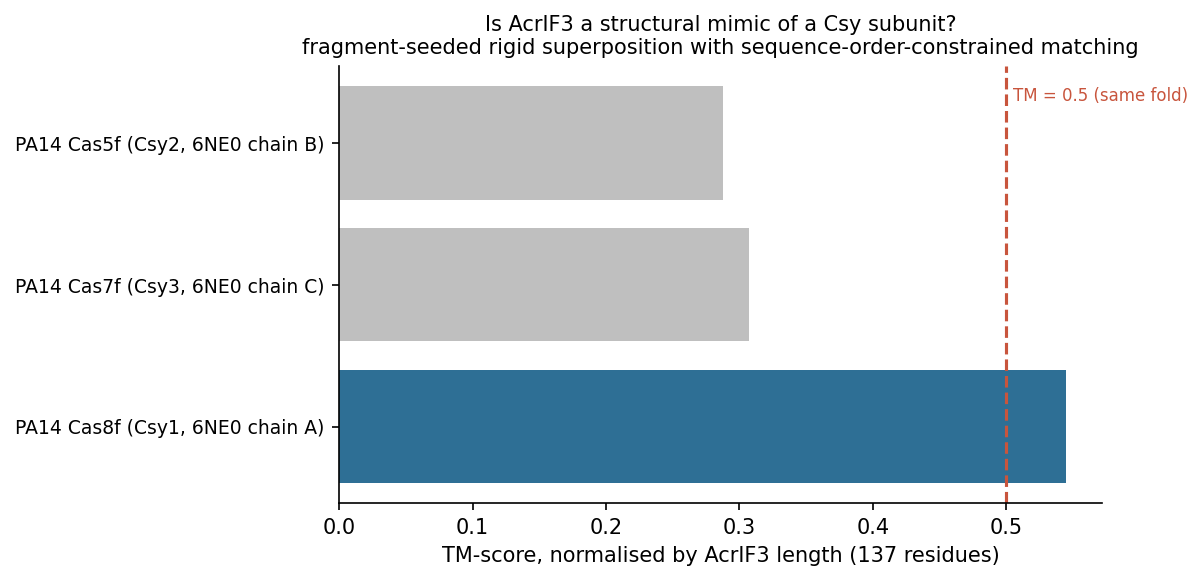 Is AcrIF3 a structural mimic of a Csy subunit?
fragment-seeded rigid superposition with sequence-order-constrained matching
TM = 0.5 (same fold)
PA14 Cas5f (Csy2, 6NE0 chain B)
PA14 Cas7f (Csy3, 6NE0 chain C)
PA14 Cas8f (Csy1, 6NE0 chain A)
0.0 0.1 0.2 0.3 0.4 0.5
TM-score, normalised by AcrIF3 length (137 residues)